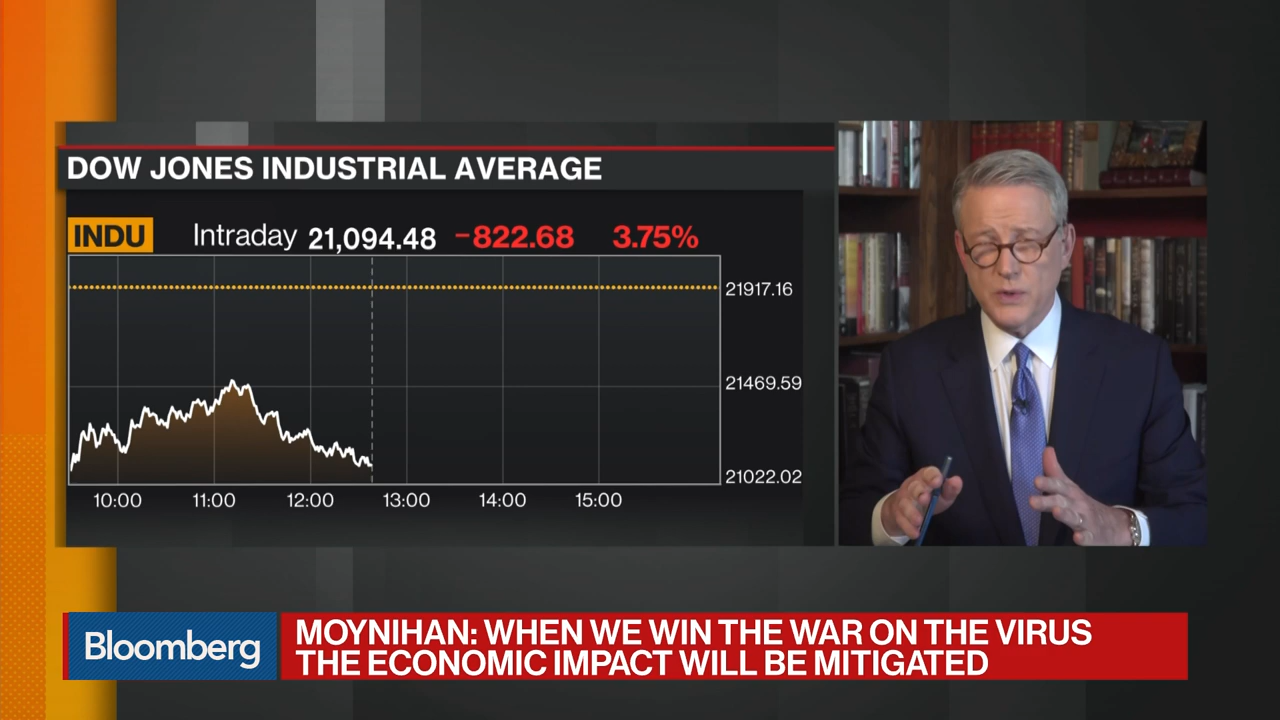 DOW JONES INDUSTRIAL AVERAGE
INDU Intraday 21,094.48 -822.68 3.75%
21917.16
21469.59
21022.02
10:00 11:00 12:00 13:00 14:00 15:00
Bloomberg
MOYNIHAN: WHEN WE WIN THE WAR ON THE VIRUS
THE ECONOMIC IMPACT WILL BE MITIGATED